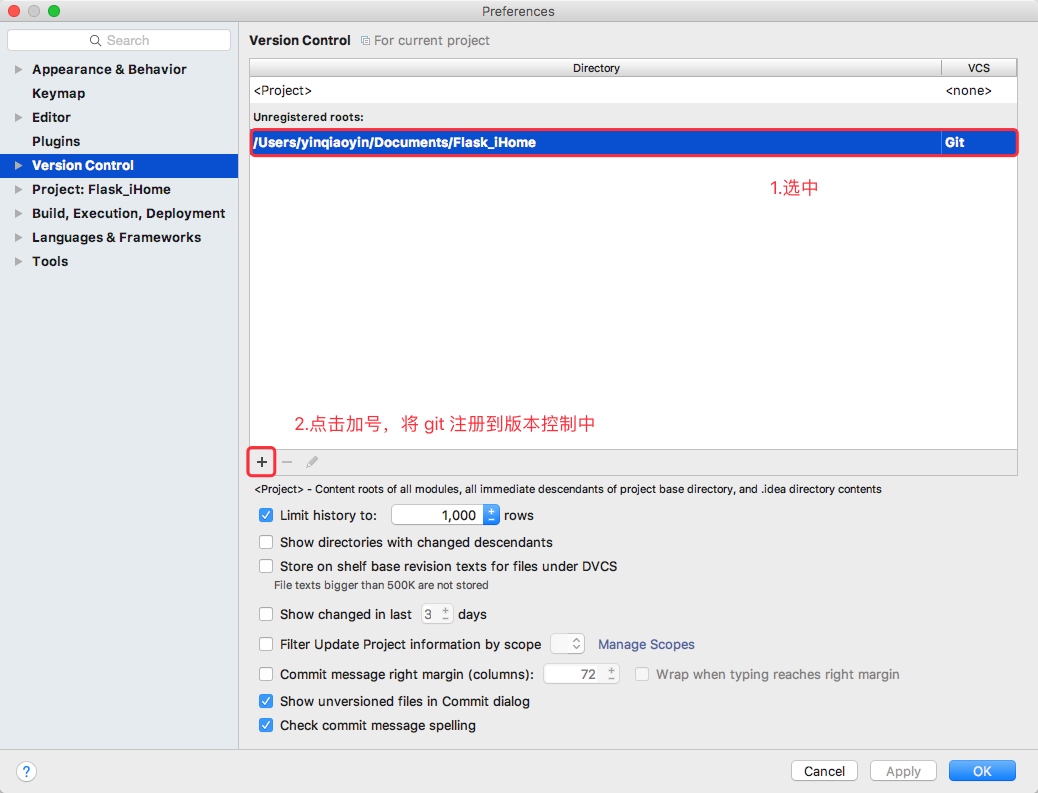 Preferences
Search
Appearance & Behavior
Keymap
Editor
Plugins
Version Control
Project: Flask_iHome
Build, Execution, Deployment
Languages & Frameworks
Tools
Version Control For current project
Directory VCS
<Project> <none>
Unregistered roots:
/Users/yinqiaoyin/Documents/Flask_iHome Git
1.选中
2.点击加号，将 git 注册到版本控制中
<Project> - Content roots of all modules, all immediate descendants of project base directory, and .idea directory contents
Limit history to: 1,000 rows
Show directories with changed descendants
Store on shelf base revision texts for files under DVCS
File texts bigger than 500K are not stored
Show changed in last 3 days
Filter Update Project information by scope Manage Scopes
Commit message right margin (columns): 72 Wrap when typing reaches right margin
Show unversioned files in Commit dialog
Check commit message spelling
? Cancel Apply OK